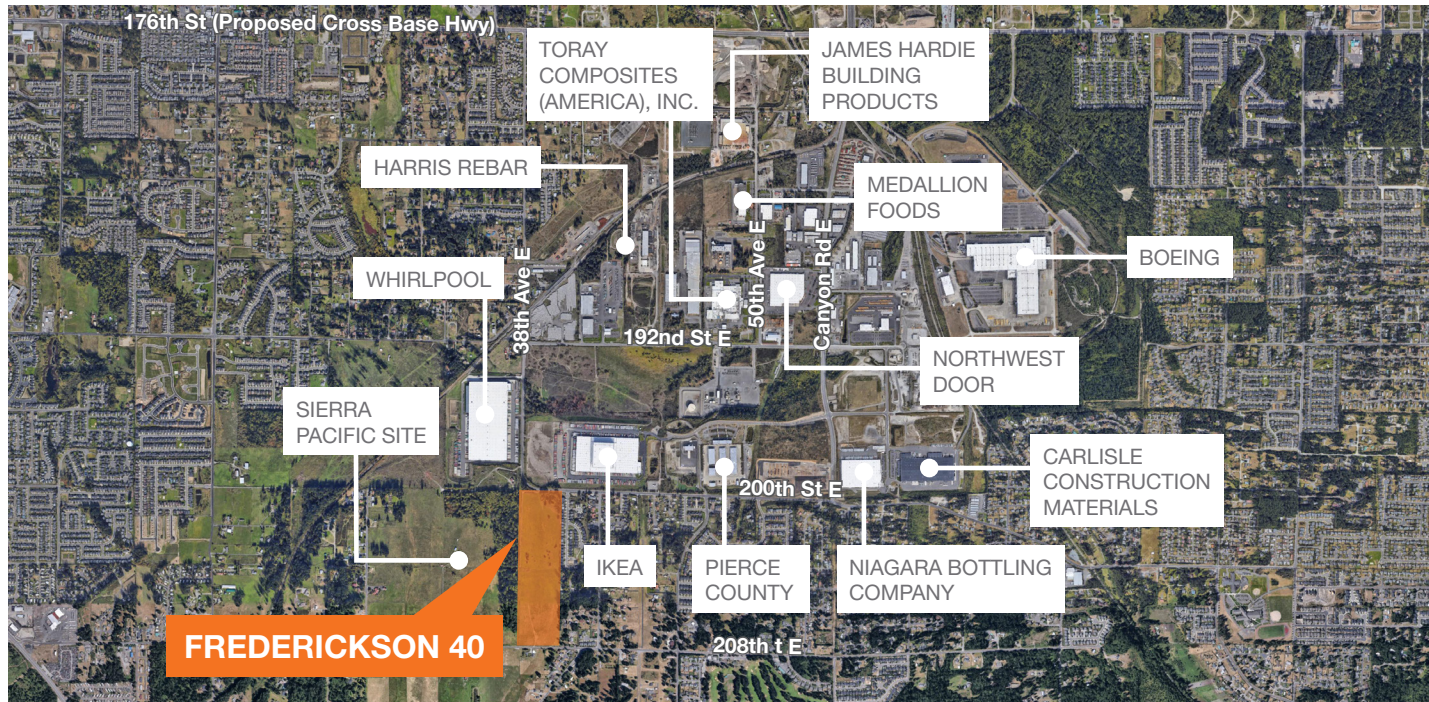 176th St (Proposed Cross Base Hwy)
TORAY
COMPOSITES
(AMERICA), INC.
JAMES HARDIE
BUILDING
PRODUCTS
HARRIS REBAR
MEDALLION
FOODS
WHIRLPOOL
38th Ave E
50th Ave E
Canyon Rd E
BOEING
192nd St E
NORTHWEST
DOOR
SIERRA
PACIFIC SITE
CARLISLE
CONSTRUCTION
MATERIALS
200th St E
IKEA
PIERCE
COUNTY
NIAGARA BOTTLING
COMPANY
FREDERICKSON 40
208th t E